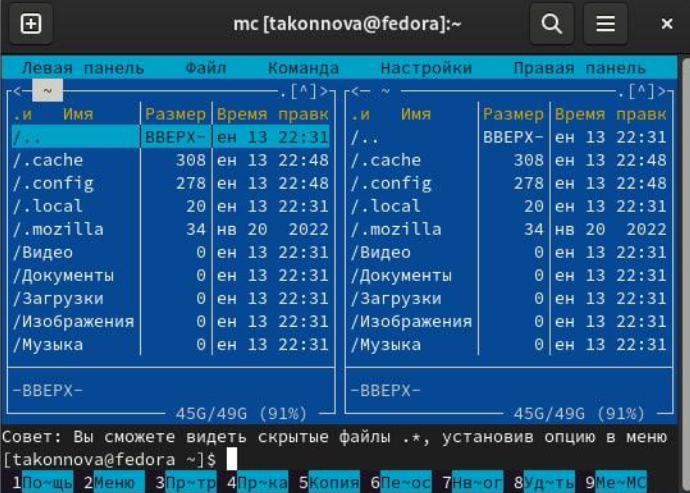 mc [takonnova@fedora]:~
Левая панель Файл Команда Настройки Правая панель
<— ~ .[^]> <— ~ .[^]>
.и Имя Размер Время правк .и Имя Размер Время правк
/.. ВВЕРХ- ен 13 22:31 /.. ВВЕРХ- ен 13 22:31
/.cache 308 ен 13 22:48 /.cache 308 ен 13 22:48
/.config 278 ен 13 22:48 /.config 278 ен 13 22:48
/.local 20 ен 13 22:31 /.local 20 ен 13 22:31
/.mozilla 34 нв 20 2022 /.mozilla 34 нв 20 2022
/Видео 0 ен 13 22:31 /Видео 0 ен 13 22:31
/Документы 0 ен 13 22:31 /Документы 0 ен 13 22:31
/Загрузки 0 ен 13 22:31 /Загрузки 0 ен 13 22:31
/Изображения 0 ен 13 22:31 /Изображения 0 ен 13 22:31
/Музыка 0 ен 13 22:31 /Музыка 0 ен 13 22:31
-ВВЕРХ- -ВВЕРХ-
45G/49G (91%) 45G/49G (91%)
Совет: Вы сможете видеть скрытые файлы .*, установив опцию в меню
[takonnova@fedora ~]$
1По~щь 2Меню 3Пр~тр 4Пр~ка 5Копия 6Пе~ос 7Нв~ог 8Уд~ть 9Ме~МС